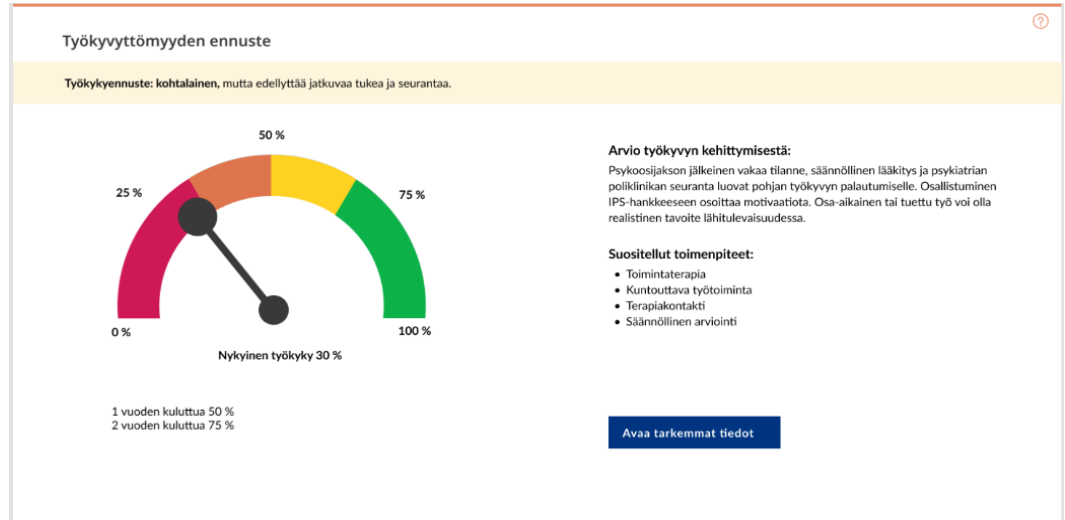 ?
Työkyvyttömyyden ennuste
Työkykyennuste: kohtalainen, mutta edellyttää jatkuvaa tukea ja seurantaa.
50 %
25 %
75 %
0 %
100 %
Nykyinen työkyky 30 %
1 vuoden kuluttua 50 %
2 vuoden kuluttua 75 %
Arvio työkyvyn kehittymisestä:
Psykoosijakson jälkeinen vakaa tilanne, säännöllinen lääkitys ja psykiatrian
poliklinikan seuranta luovat pohjan työkyvyn palautumiselle. Osallistuminen
IPS-hankkeeseen osoittaa motivaatiota. Osa-aikainen tai tuettu työ voi olla
realistinen tavoite lähitulevaisuudessa.
Suositellut toimenpiteet:
• Toimintaterapia
• Kuntouttava työtoiminta
• Terapiakontakti
• Säännöllinen arviointi
Avaa tarkemmat tiedot